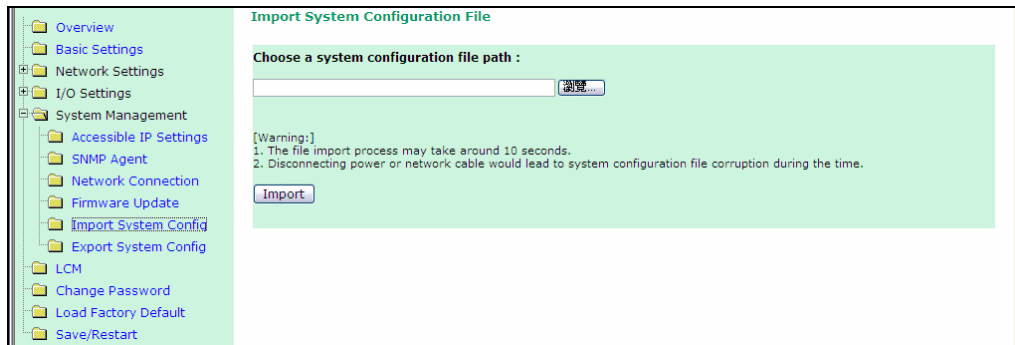 Overview
Basic Settings
Network Settings
I/O Settings
System Management
Accessible IP Settings
SNMP Agent
Network Connection
Firmware Update
Import System Config
Export System Config
LCM
Change Password
Load Factory Default
Save/Restart
Import System Configuration File
Choose a system configuration file path :
瀏覽...
[Warning:]
1. The file import process may take around 10 seconds.
2. Disconnecting power or network cable would lead to system configuration file corruption during the time.
Import